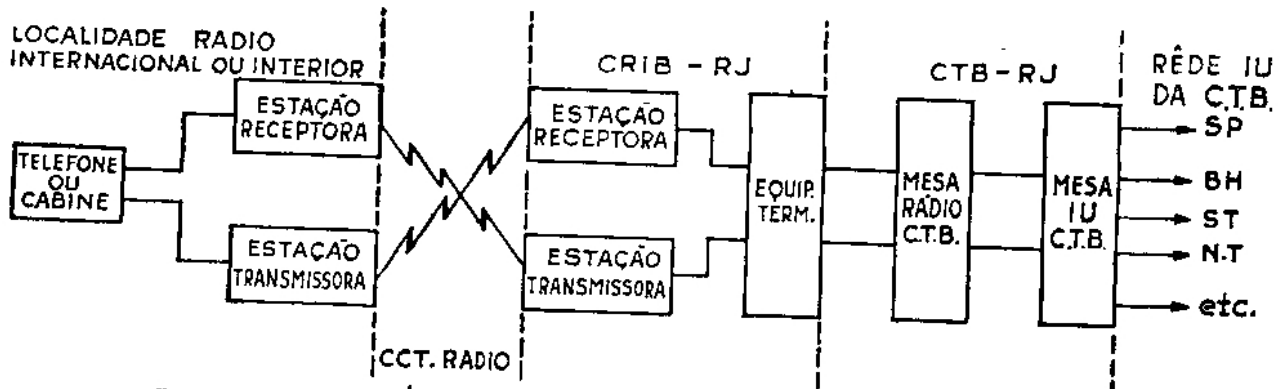 LOCALIDADE RADIO
INTERNACIONAL OU INTERIOR
TELEFONE
OU
CABINE
ESTAÇÃO
RECEPTORA
ESTAÇÃO
TRANSMISSORA
CCT. RADIO
CRIB - RJ
ESTAÇÃO
RECEPTORA
ESTAÇÃO
TRANSMISSORA
EQUIP.
TERM.
CTB - RJ
MESA
RÁDIO
C.T.B.
MESA
IU
C.T.B.
RÊDE IU
DA C.T.B.
SP
BH
ST
N.T
etc.